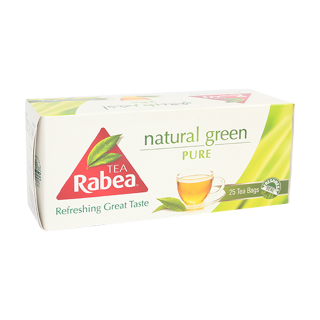 TEA
Rabea
Refreshing Great Taste
natural green
PURE
25 Tea Bags